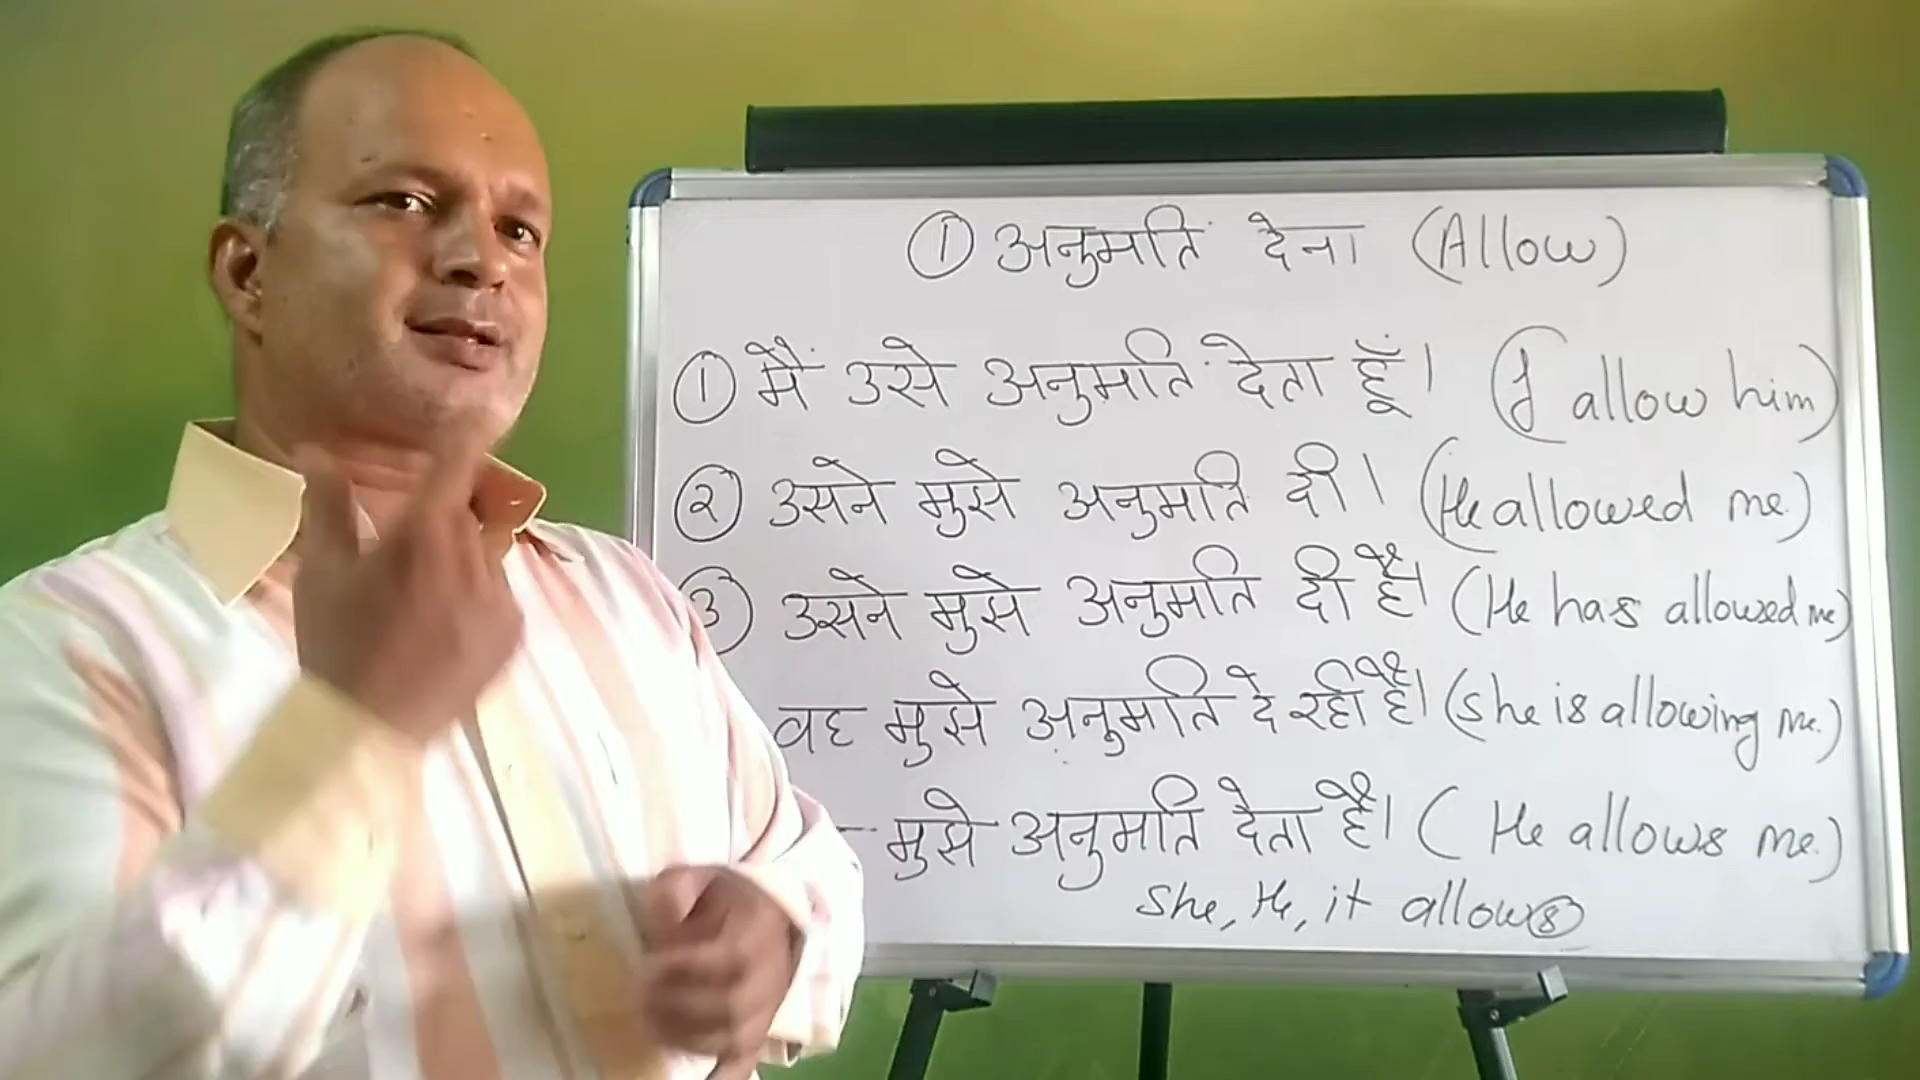 ① अनुमति देना (Allow)
① मैं उसे अनुमति देता हूँ। (I allow him)
② उसने मुसे अनुमति दी। (He allowed me.)
③ उसने मुसे अनुमति दी है। (He has allowed me)
वह मुसे अनुमति दे रही है। (she is allowing me.)
मुसे अनुमति देता है। ( He allows me.)
She, He, it allowⓢ